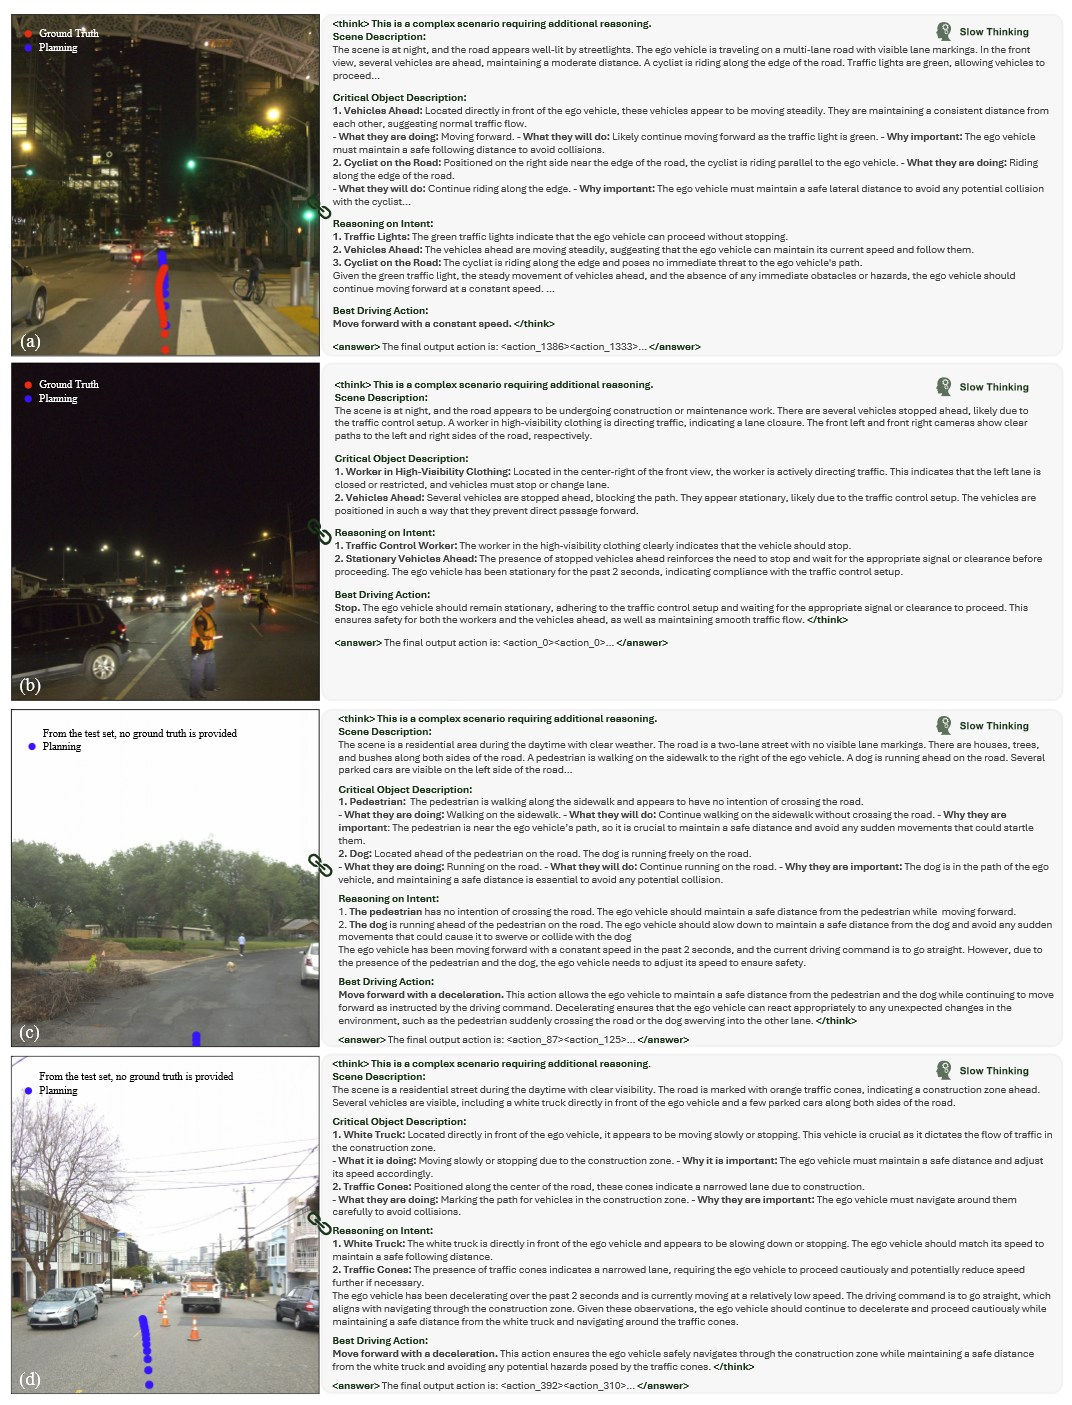 Ground Truth
Planning
(a)
<think> This is a complex scenario requiring additional reasoning.
Slow Thinking
Scene Description:
The scene is at night, and the road appears well-lit by streetlights. The ego vehicle is traveling on a multi-lane road with visible lane markings. In the front
view, several vehicles are ahead, maintaining a moderate distance. A cyclist is riding along the edge of the road. Traffic lights are green, allowing vehicles to
proceed...
Critical Object Description:
1. Vehicles Ahead: Located directly in front of the ego vehicle, these vehicles appear to be moving steadily. They are maintaining a consistent distance from
each other, suggesting normal traffic flow.
- What they are doing: Moving forward. - What they will do: Likely continue moving forward as the traffic light is green. - Why important: The ego vehicle
must maintain a safe following distance to avoid collisions.
2. Cyclist on the Road: Positioned on the right side near the edge of the road, the cyclist is riding parallel to the ego vehicle. - What they are doing: Riding
along the edge of the road.
- What they will do: Continue riding along the edge. - Why important: The ego vehicle must maintain a safe lateral distance to avoid any potential collision
with the cyclist...
Reasoning on Intent:
1. Traffic Lights: The green traffic lights indicate that the ego vehicle can proceed without stopping.
2. Vehicles Ahead: The vehicles ahead are moving steadily, suggesting that the ego vehicle can maintain its current speed and follow them.
3. Cyclist on the Road: The cyclist is riding along the edge and poses no immediate threat to the ego vehicle's path.
Given the green traffic light, the steady movement of vehicles ahead, and the absence of any immediate obstacles or hazards, the ego vehicle should
continue moving forward at a constant speed. ...
Best Driving Action:
Move forward with a constant speed. </think>
<answer> The final output action is: <action_1386><action_1333>... </answer>
Ground Truth
Planning
(b)
<think> This is a complex scenario requiring additional reasoning.
Slow Thinking
Scene Description:
The scene is at night, and the road appears to be undergoing construction or maintenance work. There are several vehicles stopped ahead, likely due to
the traffic control setup. A worker in high-visibility clothing is directing traffic, indicating a lane closure. The front left and front right cameras show clear
paths to the left and right sides of the road, respectively.
Critical Object Description:
1. Worker in High-Visibility Clothing: Located in the center-right of the front view, the worker is actively directing traffic. This indicates that the left lane is
closed or restricted, and vehicles must stop or change lane.
2. Vehicles Ahead: Several vehicles are stopped ahead, blocking the path. They appear stationary, likely due to the traffic control setup. The vehicles are
positioned in such a way that they prevent direct passage forward.
Reasoning on Intent:
1. Traffic Control Worker: The worker in the high-visibility clothing clearly indicates that the vehicle should stop.
2. Stationary Vehicles Ahead: The presence of stopped vehicles ahead reinforces the need to stop and wait for the appropriate signal or clearance before
proceeding. The ego vehicle has been stationary for the past 2 seconds, indicating compliance with the traffic control setup.
Best Driving Action:
Stop. The ego vehicle should remain stationary, adhering to the traffic control setup and waiting for the appropriate signal or clearance to proceed. This
ensures safety for both the workers and the vehicles ahead, as well as maintaining smooth traffic flow. </think>
<answer> The final output action is: <action_0><action_0>... </answer>
From the test set, no ground truth is provided
Planning
(c)
<think> This is a complex scenario requiring additional reasoning.
Slow Thinking
Scene Description:
The scene is a residential area during the daytime with clear weather. The road is a two-lane street with no visible lane markings. There are houses, trees,
and bushes along both sides of the road. A pedestrian is walking on the sidewalk to the right of the ego vehicle. A dog is running ahead on the road. Several
parked cars are visible on the left side of the road...
Critical Object Description:
1. Pedestrian: The pedestrian is walking along the sidewalk and appears to have no intention of crossing the road.
- What they are doing: Walking on the sidewalk. - What they will do: Continue walking on the sidewalk without crossing the road. - Why they are
important: The pedestrian is near the ego vehicle's path, so it is crucial to maintain a safe distance and avoid any sudden movements that could startle
them.
2. Dog: Located ahead of the pedestrian on the road. The dog is running freely on the road.
- What they are doing: Running on the road. - What they will do: Continue running on the road. - Why they are important: The dog is in the path of the ego
vehicle, and maintaining a safe distance is essential to avoid any potential collision.
Reasoning on Intent:
1. The pedestrian has no intention of crossing the road. The ego vehicle should maintain a safe distance from the pedestrian while moving forward.
2. The dog is running ahead of the pedestrian on the road. The ego vehicle should slow down to maintain a safe distance from the dog and avoid any sudden
movements that could cause it to swerve or collide with the dog
The ego vehicle has been moving forward with a constant speed in the past 2 seconds, and the current driving command is to go straight. However, due to
the presence of the pedestrian and the dog, the ego vehicle needs to adjust its speed to ensure safety.
Best Driving Action:
Move forward with a deceleration. This action allows the ego vehicle to maintain a safe distance from the pedestrian and the dog while continuing to move
forward as instructed by the driving command. Decelerating ensures that the ego vehicle can react appropriately to any unexpected changes in the
environment, such as the pedestrian suddenly crossing the road or the dog swerving into the other lane. </think>
<answer> The final output action is: <action_87><action_125>... </answer>
From the test set, no ground truth is provided
Planning
(d)
<think> This is a complex scenario requiring additional reasoning.
Slow Thinking
Scene Description:
The scene is a residential street during the daytime with clear visibility. The road is marked with orange traffic cones, indicating a construction zone ahead.
Several vehicles are visible, including a white truck directly in front of the ego vehicle and a few parked cars along both sides of the road.
Critical Object Description:
1. White Truck: Located directly in front of the ego vehicle, it appears to be moving slowly or stopping. This vehicle is crucial as it dictates the flow of traffic in
the construction zone.
- What it is doing: Moving slowly or stopping due to the construction zone. - Why it is important: The ego vehicle must maintain a safe distance and adjust
its speed accordingly.
2. Traffic Cones: Positioned along the center of the road, these cones indicate a narrowed lane due to construction.
- What they are doing: Marking the path for vehicles in the construction zone. - Why they are important: The ego vehicle must navigate around them
carefully to avoid collisions.
Reasoning on Intent:
1. White Truck: The white truck is directly in front of the ego vehicle and appears to be slowing down or stopping. The ego vehicle should match its speed to
maintain a safe following distance.
2. Traffic Cones: The presence of traffic cones indicates a narrowed lane, requiring the ego vehicle to proceed cautiously and potentially reduce speed
further if necessary.
The ego vehicle has been decelerating over the past 2 seconds and is currently moving at a relatively low speed. The driving command is to go straight, which
aligns with navigating through the construction zone. Given these observations, the ego vehicle should continue to decelerate and proceed cautiously while
maintaining a safe distance from the white truck and navigating around the traffic cones.
Best Driving Action:
Move forward with a deceleration. This action ensures the ego vehicle safely navigates through the construction zone while maintaining a safe distance
from the white truck and avoiding any potential hazards posed by the traffic cones. </think>
<answer> The final output action is: <action_392><action_310>... </answer>